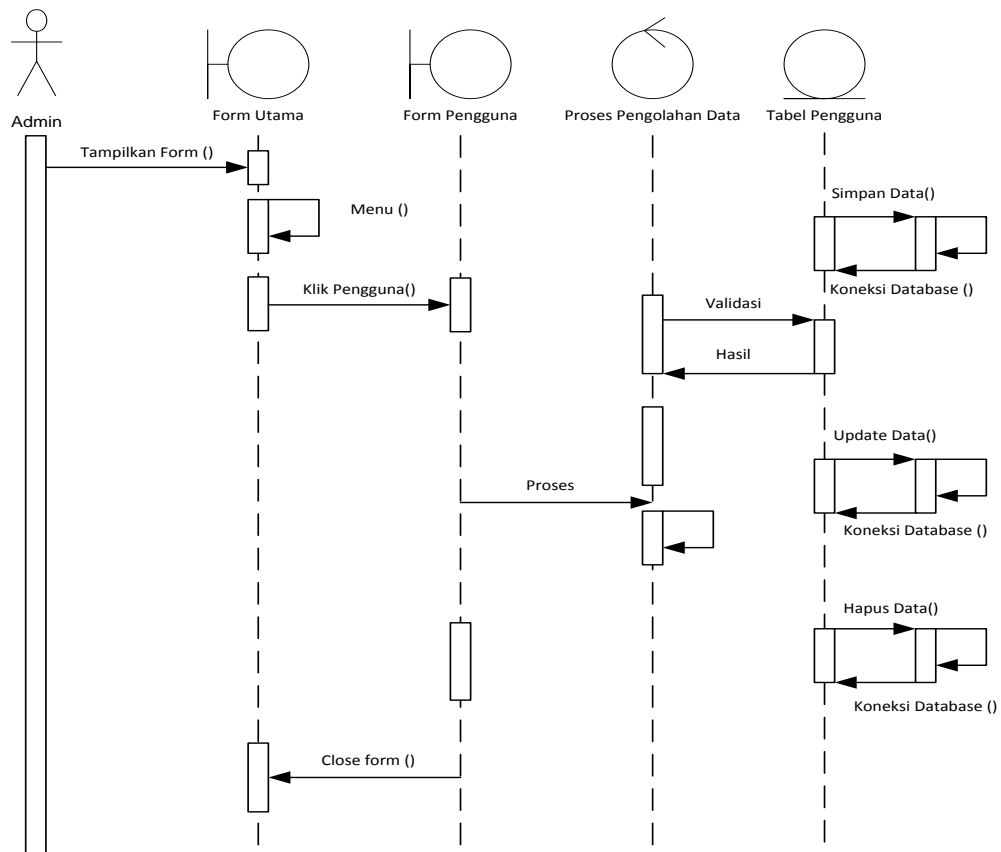 Admin
Form Utama
Form Pengguna
Proses Pengolahan Data
Tabel Pengguna
Tampilkan Form ()
Menu ()
Simpan Data()
Klik Pengguna()
Koneksi Database ()
Validasi
Hasil
Update Data()
Proses
Koneksi Database ()
Hapus Data()
Koneksi Database ()
Close form ()